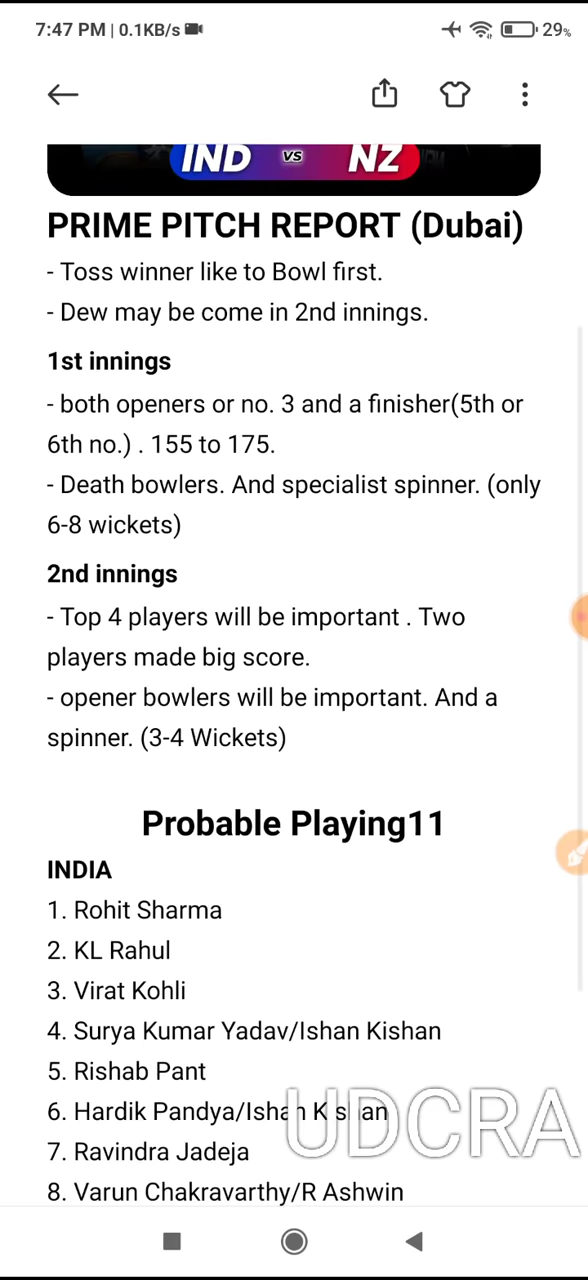 7:47 PM | 0.1KB/s
29%
IND vs NZ
PRIME PITCH REPORT (Dubai)
- Toss winner like to Bowl first.
- Dew may be come in 2nd innings.
1st innings
- both openers or no. 3 and a finisher(5th or
6th no.) . 155 to 175.
- Death bowlers. And specialist spinner. (only
6-8 wickets)
2nd innings
- Top 4 players will be important . Two
players made big score.
- opener bowlers will be important. And a
spinner. (3-4 Wickets)
Probable Playing11
INDIA
1. Rohit Sharma
2. KL Rahul
3. Virat Kohli
4. Surya Kumar Yadav/Ishan Kishan
5. Rishab Pant
6. Hardik Pandya/Ishan Kishan
UDCRA
7. Ravindra Jadeja
8. Varun Chakravarthy/R Ashwin